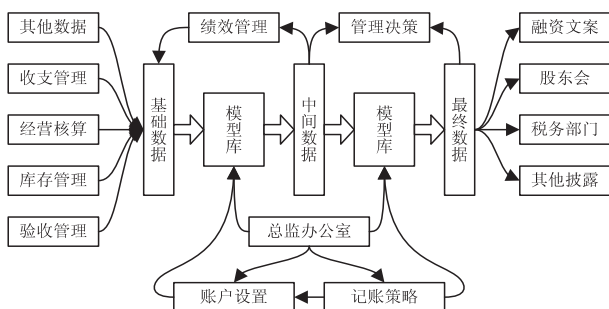 其他数据
绩效管理
管理决策
融资文案
收支管理
股东会
基础数据
模型库
中间数据
模型库
最终数据
经营核算
税务部门
库存管理
其他披露
验收管理
总监办公室
账户设置
记账策略